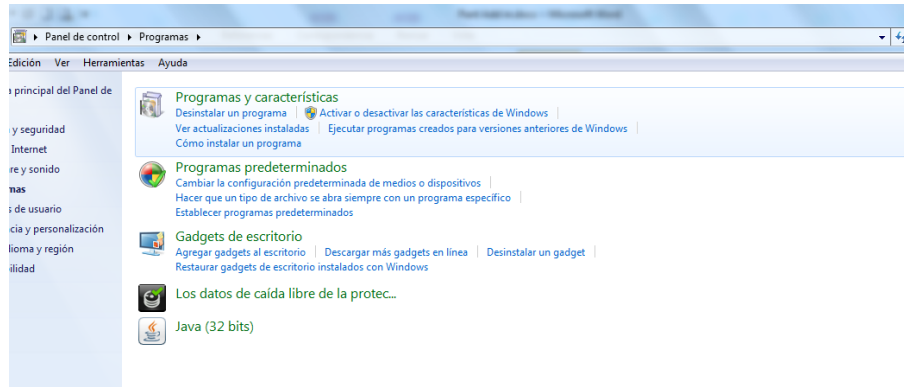 Panel de control Programas
Edición Ver Herramientas Ayuda
principal del Panel de
y seguridad
Internet
re y sonido
mas
s de usuario
cia y personalización
dioma y región
ilidad
Programas y características
Desinstalar un programa Activar o desactivar las características de Windows
Ver actualizaciones instaladas Ejecutar programas creados para versiones anteriores de Windows
Cómo instalar un programa
Programas predeterminados
Cambiar la configuración predeterminada de medios o dispositivos
Hacer que un tipo de archivo se abra siempre con un programa específico
Establecer programas predeterminados
Gadgets de escritorio
Agregar gadgets al escritorio Descargar más gadgets en línea Desinstalar un gadget
Restaurar gadgets de escritorio instalados con Windows
Los datos de caída libre de la protec...
Java (32 bits)